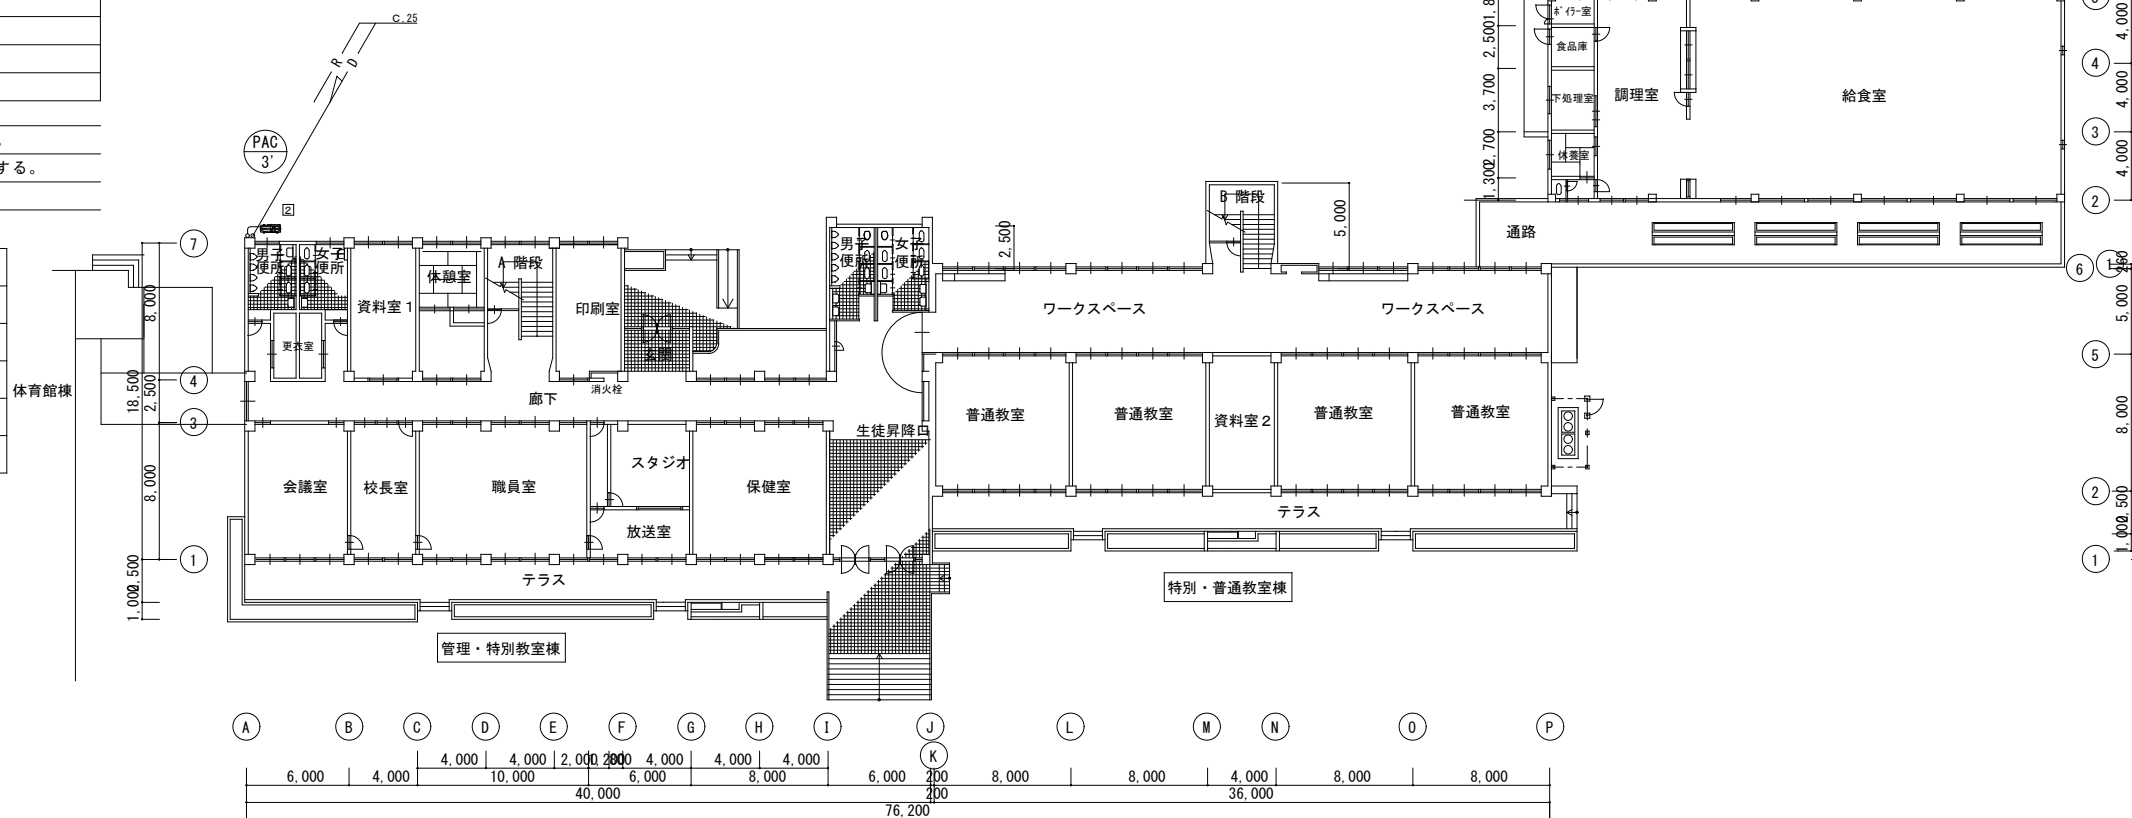 C.25
R
D
PAC
3'
2
する。
1,8
2,500
3,700
2,700
1,300
ボイラー室
食品庫
下処理室
休養室
調理室
給食室
通路
4,000
4
4,000
3
4,000
2
6
260
5,000
5
8,000
2
2,500
1,000
1
7
8,000
4
18,500
2,500
3
8,000
1
2,500
1,000
体育館棟
男子
便所
女子
便所
更衣室
資料室1
休憩室
A 階段
印刷室
玄関
消火栓
廊下
男子
便所
女子
便所
2,500
B 階段
5,000
ワークスペース
ワークスペース
普通教室
普通教室
資料室2
普通教室
普通教室
生徒昇降口
会議室
校長室
職員室
スタジオ
放送室
保健室
テラス
テラス
管理・特別教室棟
特別・普通教室棟
A
B
C
D
E
F
G
H
I
J
K
L
M
N
O
P
4,000
4,000
2,000
4,000
4,000
4,000
6,000
4,000
10,000
6,000
8,000
6,000
200
8,000
8,000
4,000
8,000
8,000
40,000
200
36,000
76,200